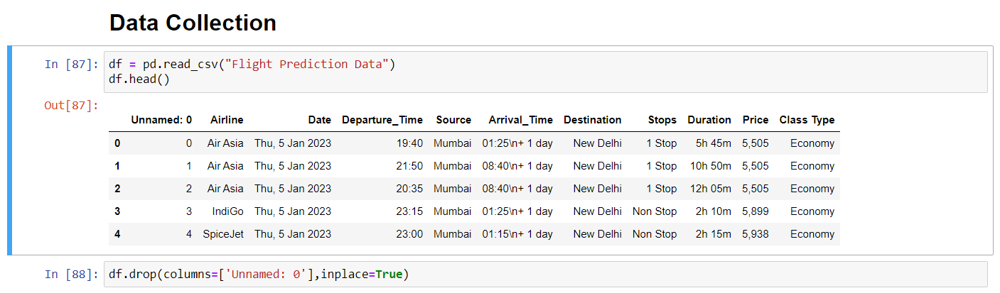 Data Collection
In [87]: df = pd.read_csv("Flight Prediction Data")
df.head()
Out[87]:
Unnamed: 0 Airline Date Departure_Time Source Arrival_Time Destination Stops Duration Price Class Type
0 0 Air Asia Thu, 5 Jan 2023 19:40 Mumbai 01:25\n+ 1 day New Delhi 1 Stop 5h 45m 5,505 Economy
1 1 Air Asia Thu, 5 Jan 2023 21:50 Mumbai 08:40\n+ 1 day New Delhi 1 Stop 10h 50m 5,505 Economy
2 2 Air Asia Thu, 5 Jan 2023 20:35 Mumbai 08:40\n+ 1 day New Delhi 1 Stop 12h 05m 5,505 Economy
3 3 IndiGo Thu, 5 Jan 2023 23:15 Mumbai 01:25\n+ 1 day New Delhi Non Stop 2h 10m 5,899 Economy
4 4 SpiceJet Thu, 5 Jan 2023 23:00 Mumbai 01:15\n+ 1 day New Delhi Non Stop 2h 15m 5,938 Economy
In [88]: df.drop(columns=['Unnamed: 0'],inplace=True)